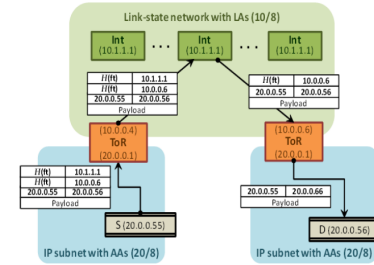 Link-state network with LAs (10/8)
Int
(10.1.1.1)
. . .
Int
(10.1.1.1)
. . .
Int
(10.1.1.1)
H(ft) 10.1.1.1
H(ft) 10.0.0.6
20.0.0.55 20.0.0.56
Payload
H(ft) 10.0.0.6
20.0.0.55 20.0.0.56
Payload
(10.0.0.4)
ToR
(20.0.0.1)
(10.0.0.6)
ToR
(20.0.0.1)
H(ft) 10.1.1.1
H(ft) 10.0.0.6
20.0.0.55 20.0.0.56
Payload
20.0.0.55 20.0.0.66
Payload
S (20.0.0.55)
D (20.0.0.56)
IP subnet with AAs (20/8)
IP subnet with AAs (20/8)